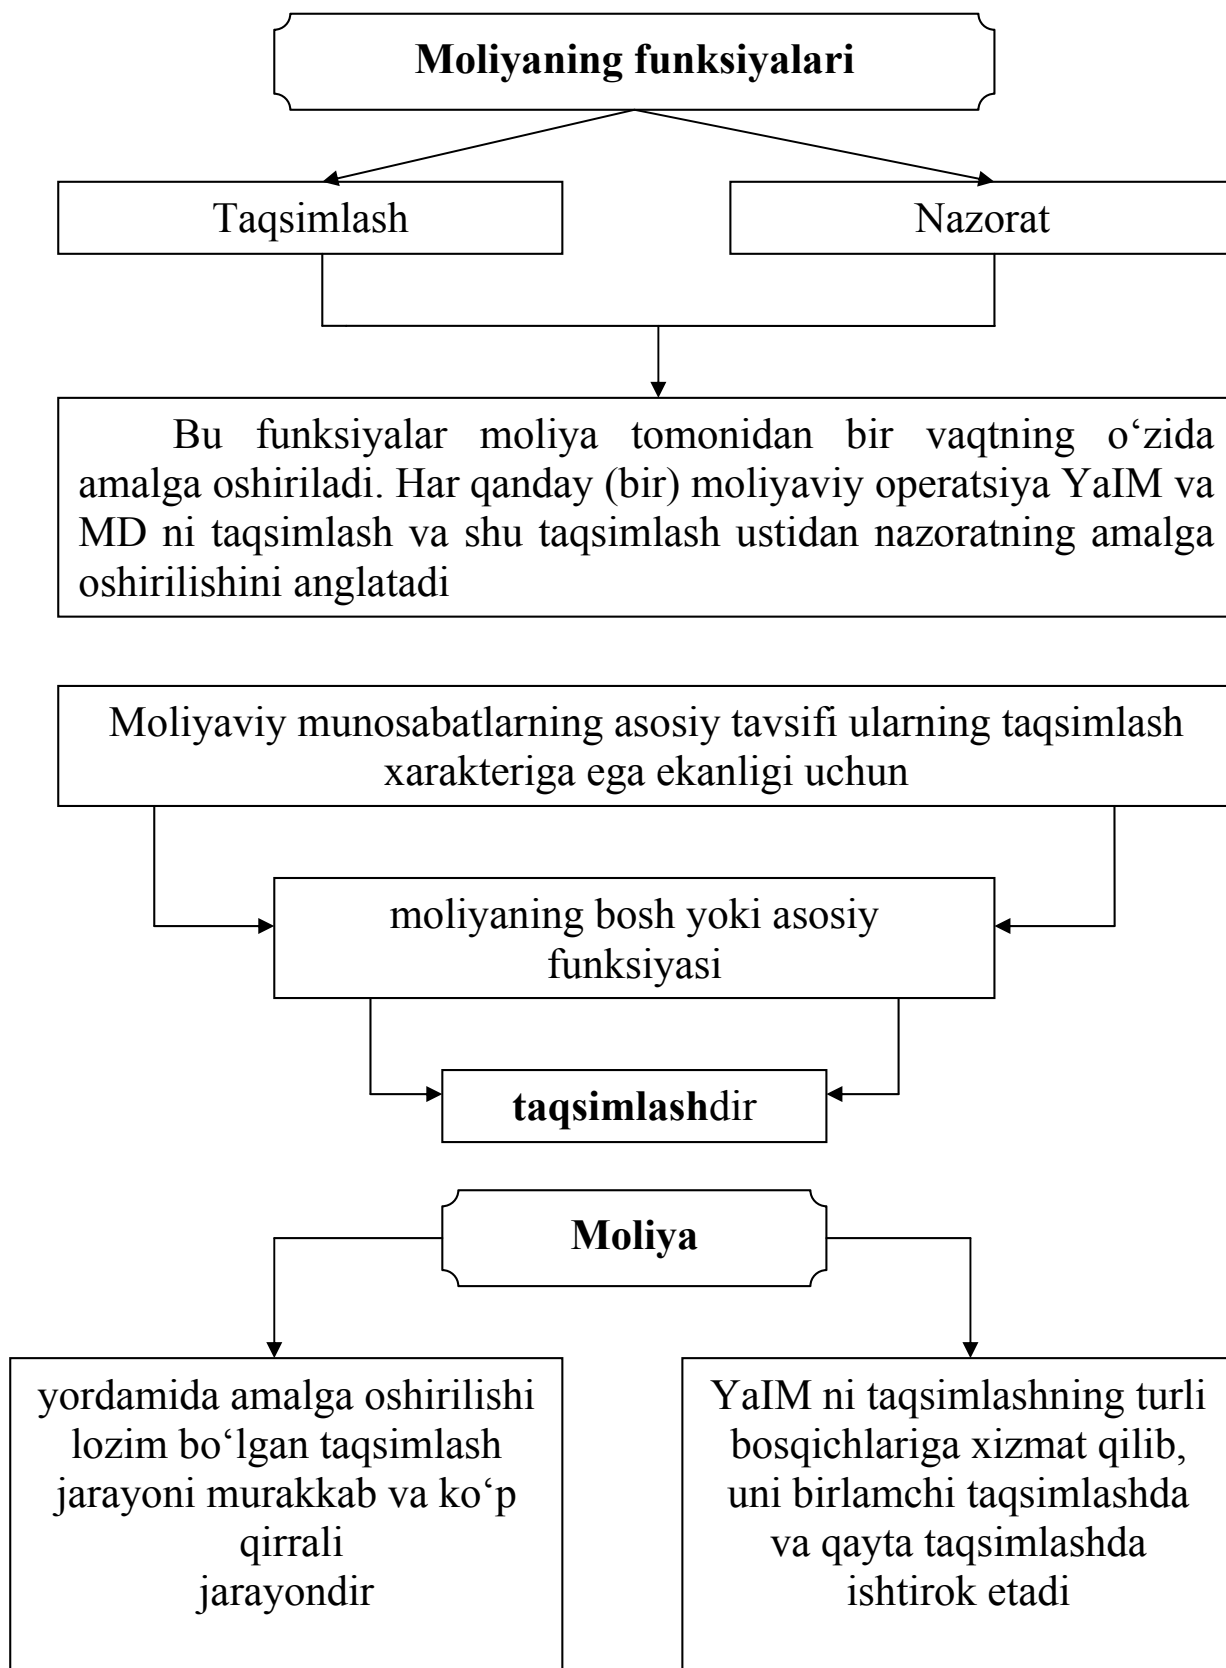 Moliyaning funksiyalari
Taqsimlash
Nazorat
Bu funksiyalar moliya tomonidan bir vaqtning o‘zida
amalga oshiriladi. Har qanday (bir) moliyaviy operatsiya YaIM va
MD ni taqsimlash va shu taqsimlash ustidan nazoratning amalga
oshirilishini anglatadi
Moliyaviy munosabatlarning asosiy tavsifi ularning taqsimlash
xarakteriga ega ekanligi uchun
moliyaning bosh yoki asosiy
funksiyasi
taqsimlashdir
Moliya
yordamida amalga oshirilishi
lozim bo‘lgan taqsimlash
jarayoni murakkab va ko‘p
qirrali
jarayondir
YaIM ni taqsimlashning turli
bosqichlariga xizmat qilib,
uni birlamchi taqsimlashda
va qayta taqsimlashda
ishtirok etadi